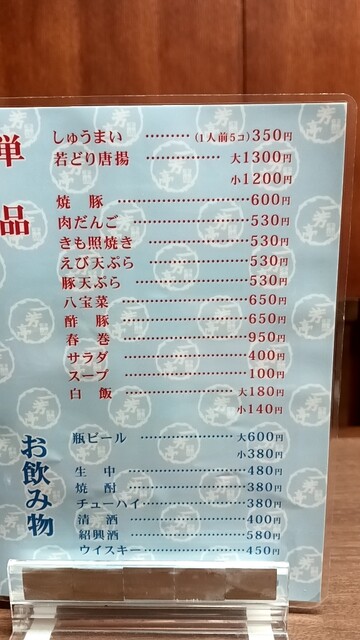 単品
しゅうまい ………(1人前5コ)350円
若どり唐揚 ……………大1300円
小1200円
焼豚 ……………………600円
肉だんご ………………530円
きも照焼き ……………530円
えび天ぷら ……………530円
豚天ぷら ………………530円
八宝菜 …………………650円
酢豚 ……………………650円
春巻 ……………………950円
サラダ …………………400円
スープ …………………100円
白飯 …………………大180円
小140円
お飲み物
瓶ビール ……………大600円
小380円
生中 ……………………480円
焼酎 ……………………380円
チューハイ ……………380円
清酒 ……………………400円
紹興酒 …………………580円
ウイスキー ……………450円